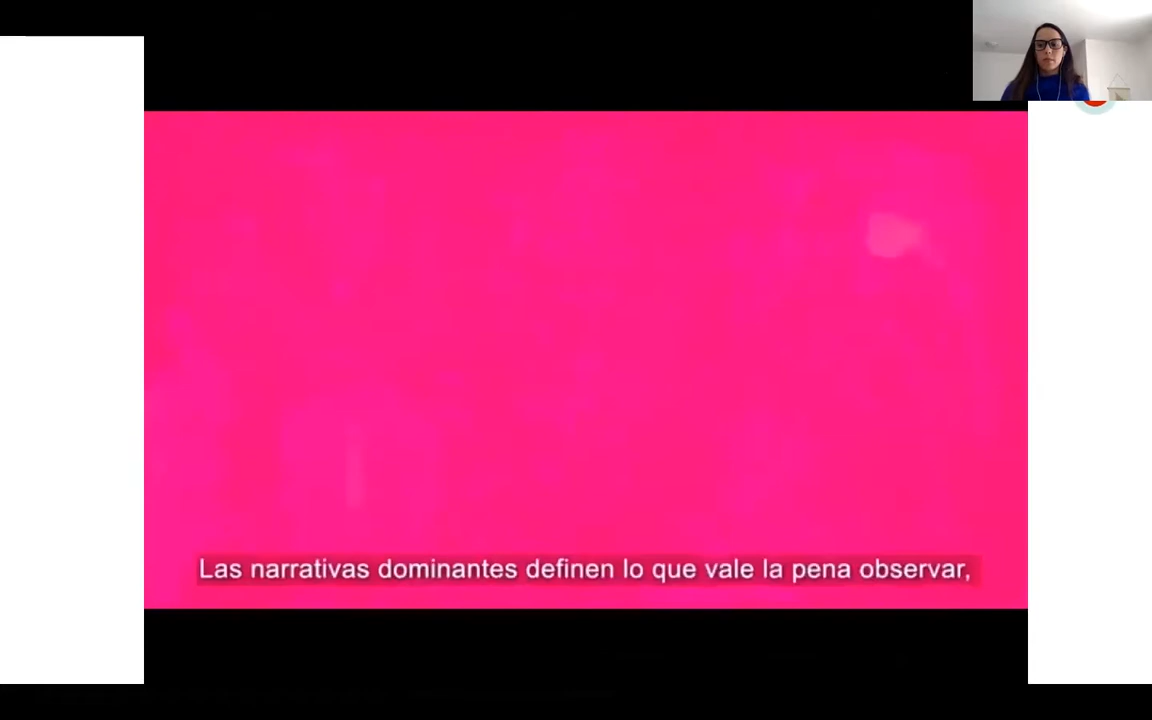 Las narrativas dominantes definen lo que vale la pena observar,